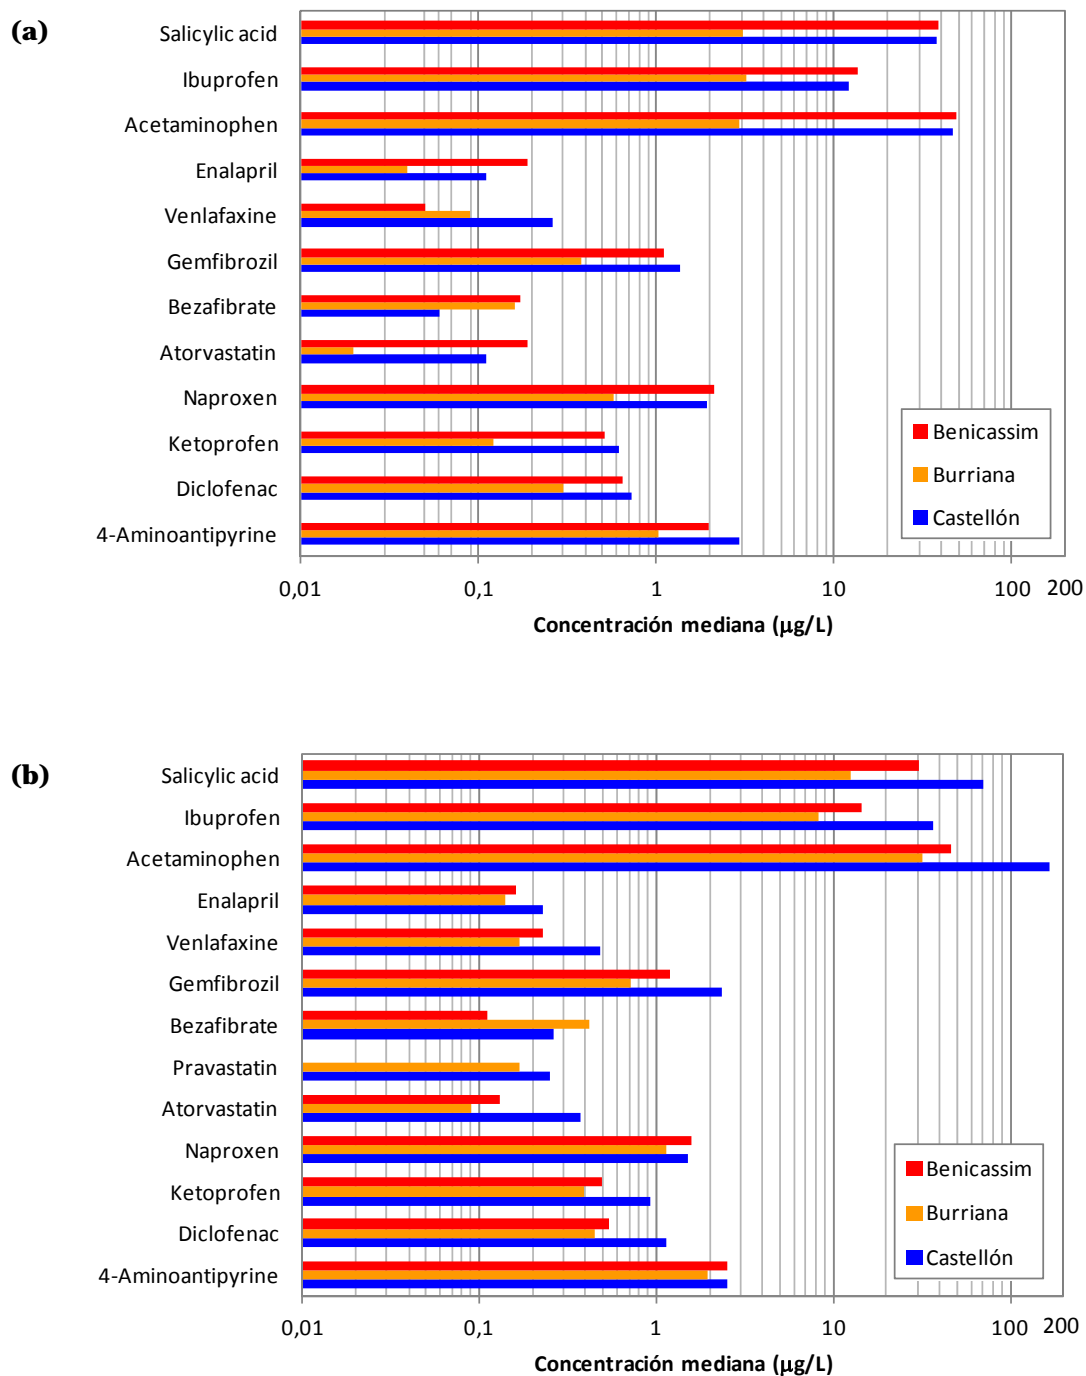 (a)
Salicylic acid
Ibuprofen
Acetaminophen
Enalapril
Venlafaxine
Gemfibrozil
Bezafibrate
Atorvastatin
Naproxen
Ketoprofen
Diclofenac
4-Aminoantipyrine
Benicassim
Burriana
Castellón
0,01 0,1 1 10 100 200
Concentración mediana (μg/L)
(b)
Salicylic acid
Ibuprofen
Acetaminophen
Enalapril
Venlafaxine
Gemfibrozil
Bezafibrate
Pravastatin
Atorvastatin
Naproxen
Ketoprofen
Diclofenac
4-Aminoantipyrine
Benicassim
Burriana
Castellón
0,01 0,1 1 10 100 200
Concentración mediana (μg/L)